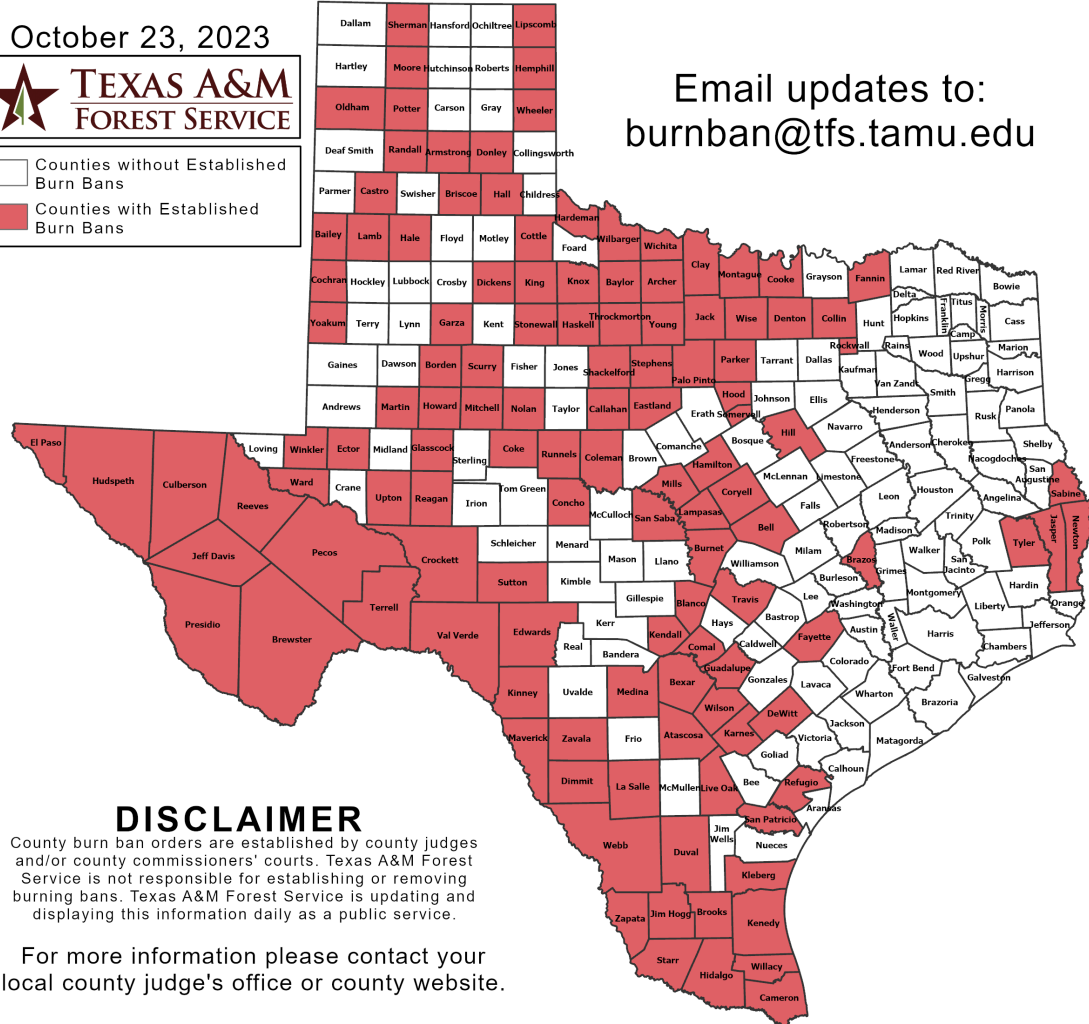 October 23, 2023
TEXAS A&M
FOREST SERVICE
Counties without Established
Burn Bans
Counties with Established
Burn Bans
Email updates to:
burnban@tfs.tamu.edu
Dallam Sherman Hansford Ochiltree Lipscomb
Hartley Moore Hutchinson Roberts Hemphill
Oldham Potter Carson Gray Wheeler
Deaf Smith Randall Armstrong Donley Collingsworth
Parmer Castro Swisher Briscoe Hall Childress
Hardeman
Bailey Lamb Hale Floyd Motley Cottle Foard Wilbarger Wichita
Clay Montague Cooke Grayson Fannin Lamar Red River Bowie
Cochran Hockley Lubbock Crosby Dickens King Knox Baylor Archer
Delta Hopkins Franklin Titus Camp Morris Cass
Yoakum Terry Lynn Garza Kent Stonewall Haskell Throckmorton Young Jack Wise Denton Collin Hunt
Rockwall Rains Wood Upshur Marion
Gaines Dawson Borden Scurry Fisher Jones Shackelford Stephens Palo Pinto Parker Tarrant Dallas Kaufman Van Zandt Gregg Harrison
Andrews Martin Howard Mitchell Nolan Taylor Callahan Eastland Erath Hood Somervell Johnson Ellis Henderson Smith Rusk Panola
El Paso Hudspeth Culberson Reeves Loving Winkler Ector Midland Glasscock Sterling Coke Runnels Coleman Brown Comanche Bosque Hill Navarro Anderson Cherokee Nacogdoches Shelby
Ward Crane Upton Reagan Irion Tom Green Concho McCulloch San Saba Mills Hamilton Coryell McLennan Limestone Freestone Leon Houston Angelina San Augustine Sabine
Jeff Davis Pecos Crockett Schleicher Menard Mason Llano Lampasas Burnet Bell Falls Robertson Madison Trinity Polk Tyler Jasper Newton
Presidio Brewster Terrell Sutton Kimble Gillespie Blanco Williamson Milam Brazos Grimes Walker San Jacinto Hardin
Val Verde Edwards Real Kerr Bandera Kendall Travis Hays Bastrop Lee Burleson Washington Montgomery Liberty Orange
Jefferson Chambers Harris Waller Austin Fayette Caldwell Comal Guadalupe
Kinney Uvalde Medina Bexar Wilson Gonzales Lavaca Colorado Wharton Fort Bend Brazoria Galveston
Maverick Zavala Frio Atascosa Karnes DeWitt Victoria Jackson Matagorda
Dimmit La Salle McMullen Live Oak Bee Goliad Refugio Calhoun Aransas
Webb Duval Jim Wells San Patricio Nueces
Kleberg
Zapata Jim Hogg Brooks Kenedy
Starr Hidalgo Willacy
Cameron
DISCLAIMER
County burn ban orders are established by county judges
and/or county commissioners' courts. Texas A&M Forest
Service is not responsible for establishing or removing
burning bans. Texas A&M Forest Service is updating and
displaying this information daily as a public service.
For more information please contact your
local county judge's office or county website.